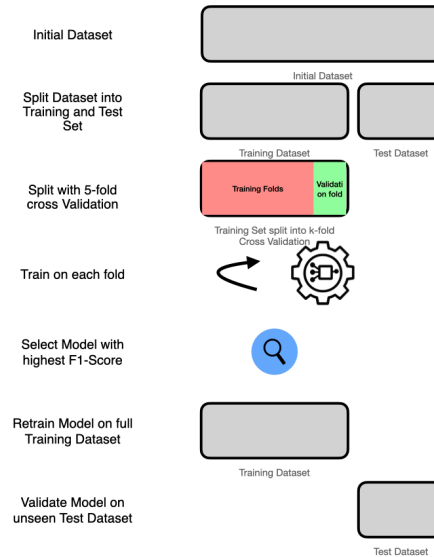 Initial Dataset
Initial Dataset
Split Dataset into
Training and Test
Set
Training Dataset
Test Dataset
Split with 5-fold
cross Validation
Training Folds
Validati
on fold
Training Set split into k-fold
Cross Validation
Train on each fold
Select Model with
highest F1-Score
Retrain Model on full
Training Dataset
Training Dataset
Validate Model on
unseen Test Dataset
Test Dataset